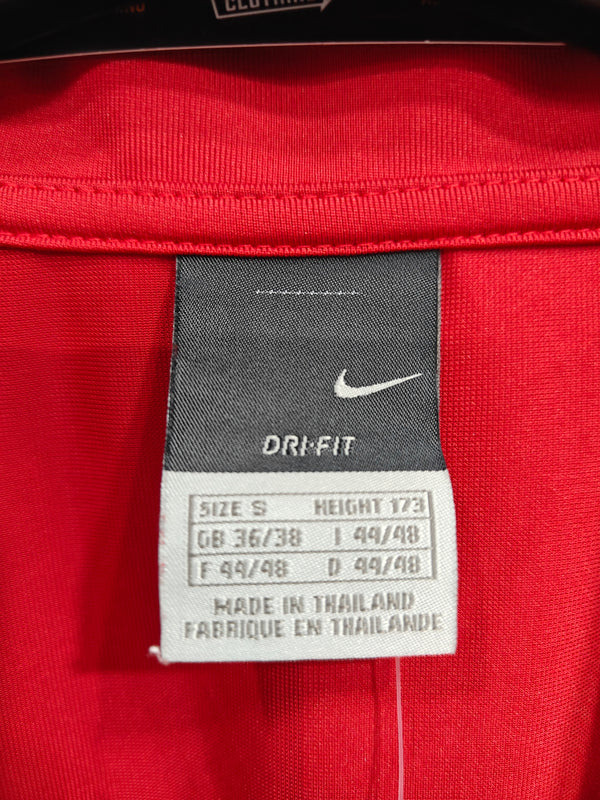 CLOTHING
DRI-FIT
SIZE S HEIGHT 173
GB 36/38 I 44/48
F 44/48 D 44/48
MADE IN THAILAND
FABRIQUE EN THAILANDE